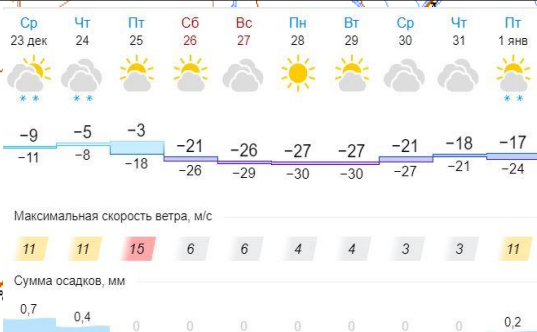 Ср Чт Пт Сб Вс Пн Вт Ср Чт Пт
23 дек 24 25 26 27 28 29 30 31 1 янв
−9 −5 −3 −21 −26 −27 −27 −21 −18 −17
−11 −8 −18 −26 −29 −30 −30 −27 −21 −24
Максимальная скорость ветра, м/с
11 11 15 6 6 4 4 3 3 11
Сумма осадков, мм
0,7 0,4 0 0 0 0 0 0 0 0,2